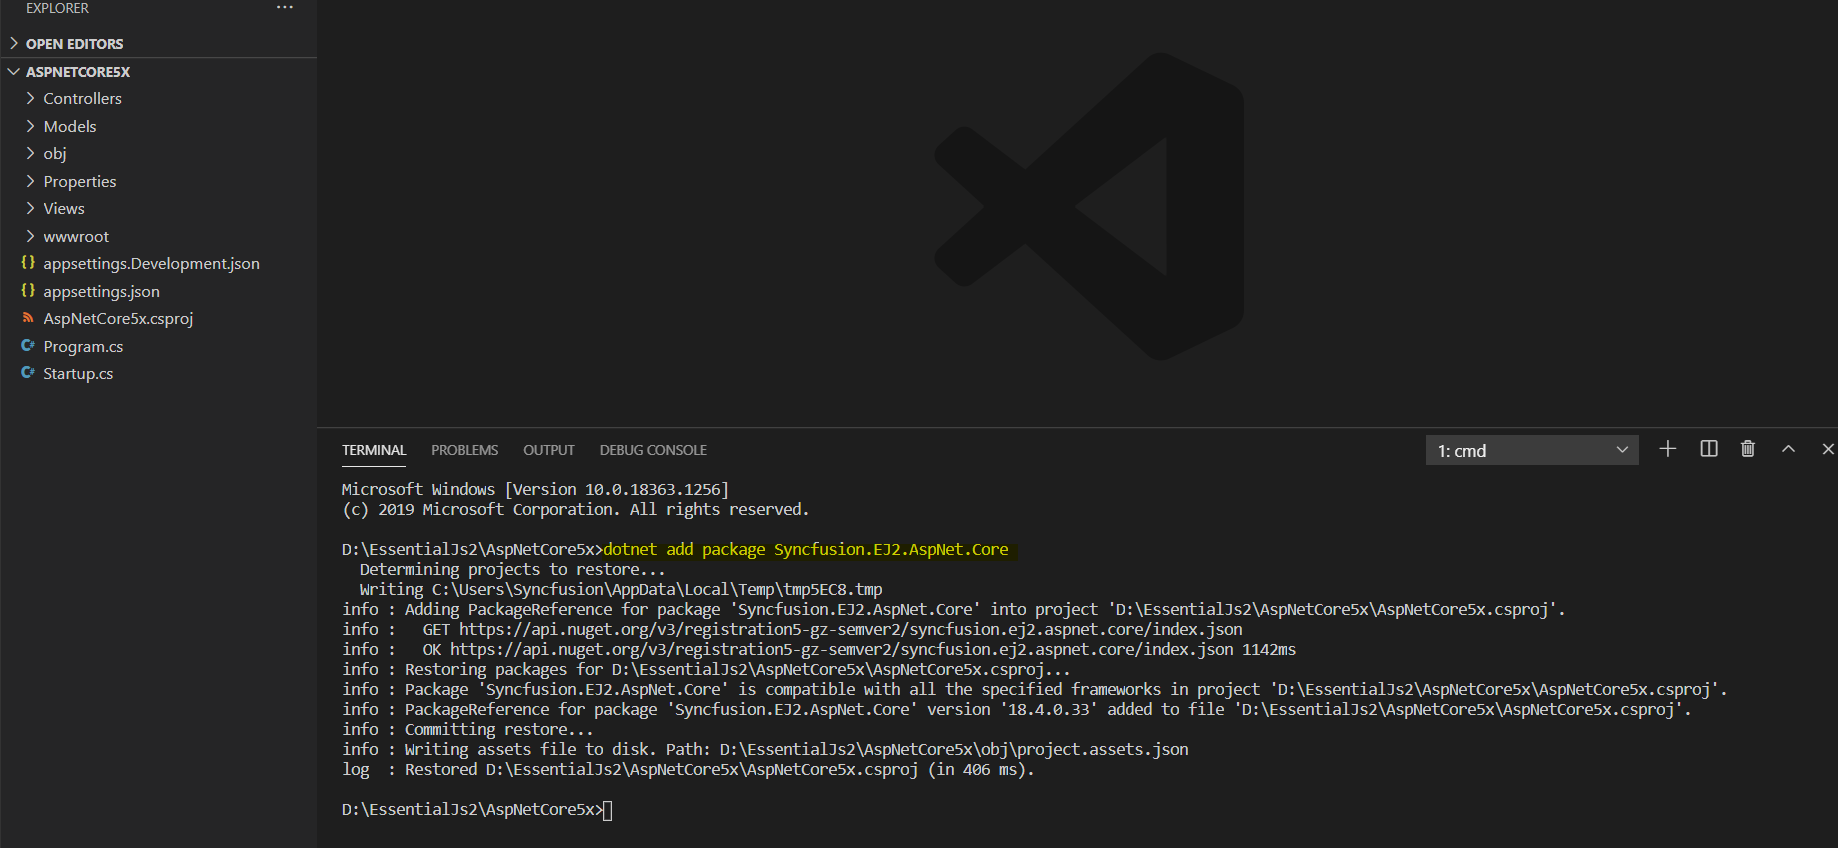 EXPLORER
OPEN EDITORS
ASPNETCORE5X
Controllers
Models
obj
Properties
Views
wwwroot
{} appsettings.Development.json
{} appsettings.json
AspNetCore5x.csproj
C# Program.cs
C# Startup.cs
TERMINAL PROBLEMS OUTPUT DEBUG CONSOLE 1: cmd
Microsoft Windows [Version 10.0.18363.1256]
(c) 2019 Microsoft Corporation. All rights reserved.
D:\EssentialJs2\AspNetCore5x>dotnet add package Syncfusion.EJ2.AspNet.Core
Determining projects to restore...
Writing C:\Users\Syncfusion\AppData\Local\Temp\tmp5EC8.tmp
info : Adding PackageReference for package 'Syncfusion.EJ2.AspNet.Core' into project 'D:\EssentialJs2\AspNetCore5x\AspNetCore5x.csproj'.
info :   GET https://api.nuget.org/v3/registration5-gz-semver2/syncfusion.ej2.aspnet.core/index.json
info :   OK https://api.nuget.org/v3/registration5-gz-semver2/syncfusion.ej2.aspnet.core/index.json 1142ms
info : Restoring packages for D:\EssentialJs2\AspNetCore5x\AspNetCore5x.csproj...
info : Package 'Syncfusion.EJ2.AspNet.Core' is compatible with all the specified frameworks in project 'D:\EssentialJs2\AspNetCore5x\AspNetCore5x.csproj'.
info : PackageReference for package 'Syncfusion.EJ2.AspNet.Core' version '18.4.0.33' added to file 'D:\EssentialJs2\AspNetCore5x\AspNetCore5x.csproj'.
info : Committing restore...
info : Writing assets file to disk. Path: D:\EssentialJs2\AspNetCore5x\obj\project.assets.json
log  : Restored D:\EssentialJs2\AspNetCore5x\AspNetCore5x.csproj (in 406 ms).
D:\EssentialJs2\AspNetCore5x>